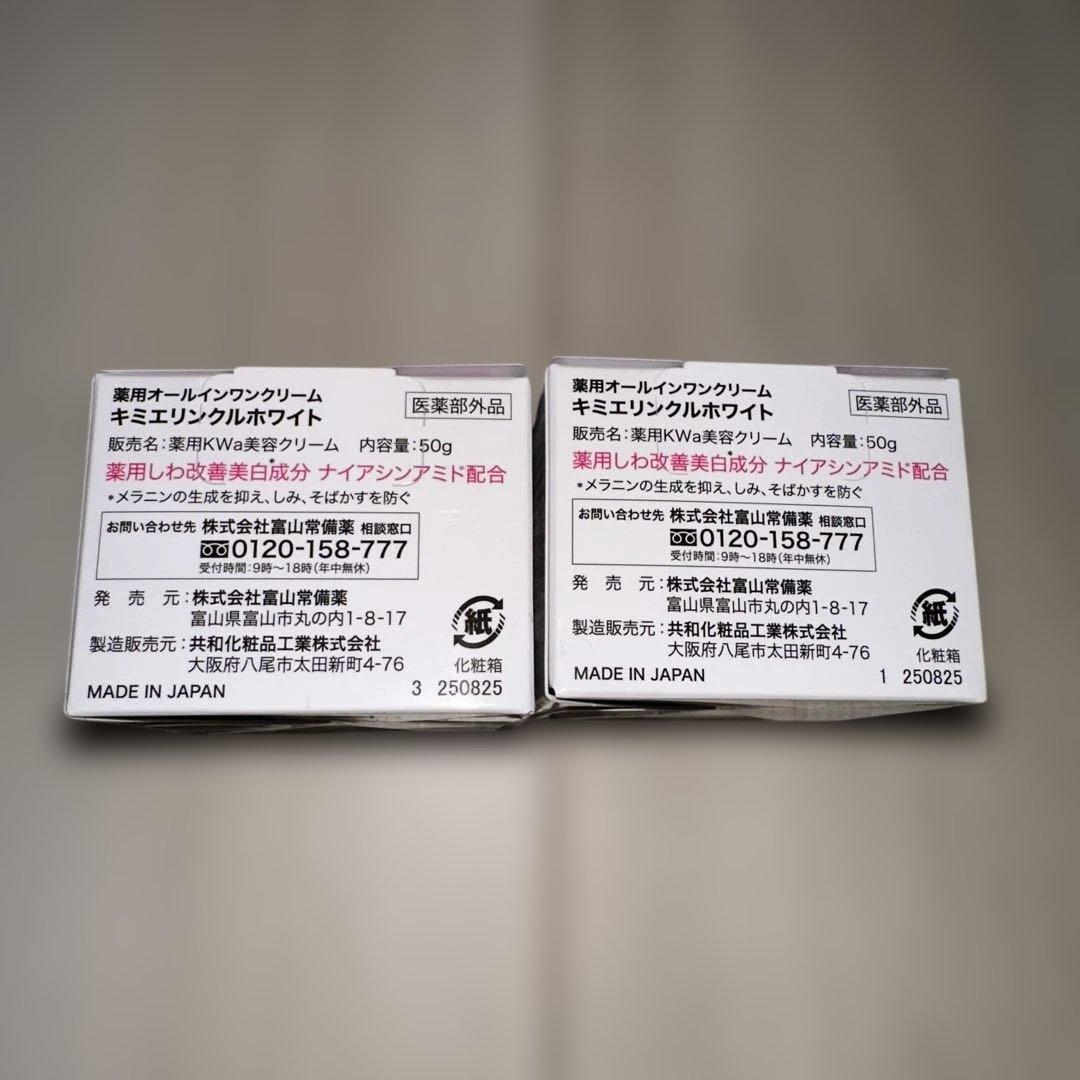 薬用オールインワンクリーム
キミエリンクルホワイト
医薬部外品
販売名：薬用KWa美容クリーム　内容量：50g
薬用しわ改善美白*成分 ナイアシンアミド配合
*メラニンの生成を抑え、しみ、そばかすを防ぐ
お問い合わせ先 株式会社富山常備薬 相談窓口
0120-158-777
受付時間：9時～18時（年中無休）
発　売　元：株式会社富山常備薬
富山県富山市丸の内1-8-17
製造販売元：共和化粧品工業株式会社
大阪府八尾市太田新町4-76
紙
化粧箱
MADE IN JAPAN
3 250825
薬用オールインワンクリーム
キミエリンクルホワイト
医薬部外品
販売名：薬用KWa美容クリーム　内容量：50g
薬用しわ改善美白*成分 ナイアシンアミド配合
*メラニンの生成を抑え、しみ、そばかすを防ぐ
お問い合わせ先 株式会社富山常備薬 相談窓口
0120-158-777
受付時間：9時～18時（年中無休）
発　売　元：株式会社富山常備薬
富山県富山市丸の内1-8-17
製造販売元：共和化粧品工業株式会社
大阪府八尾市太田新町4-76
紙
化粧箱
MADE IN JAPAN
1 250825